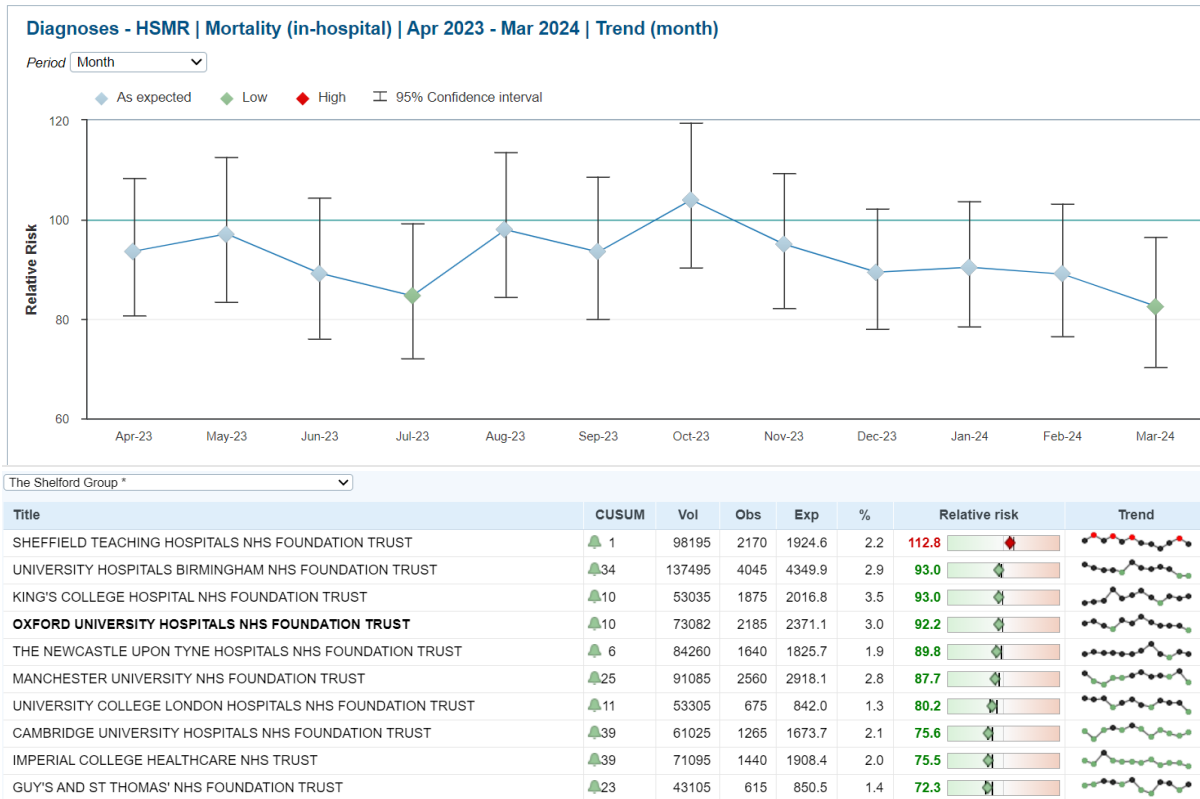 Diagnoses - HSMR | Mortality (in-hospital) | Apr 2023 - Mar 2024 | Trend (month)
Period Month
As expected Low High 95% Confidence interval
120
100
80
60
Relative Risk
Apr-23 May-23 Jun-23 Jul-23 Aug-23 Sep-23 Oct-23 Nov-23 Dec-23 Jan-24 Feb-24 Mar-24
The Shelford Group *
Title CUSUM Vol Obs Exp % Relative risk Trend
SHEFFIELD TEACHING HOSPITALS NHS FOUNDATION TRUST 1 98195 2170 1924.6 2.2 112.8
UNIVERSITY HOSPITALS BIRMINGHAM NHS FOUNDATION TRUST 34 137495 4045 4349.9 2.9 93.0
KING'S COLLEGE HOSPITAL NHS FOUNDATION TRUST 10 53035 1875 2016.8 3.5 93.0
OXFORD UNIVERSITY HOSPITALS NHS FOUNDATION TRUST 10 73082 2185 2371.1 3.0 92.2
THE NEWCASTLE UPON TYNE HOSPITALS NHS FOUNDATION TRUST 6 84260 1640 1825.7 1.9 89.8
MANCHESTER UNIVERSITY NHS FOUNDATION TRUST 25 91085 2560 2918.1 2.8 87.7
UNIVERSITY COLLEGE LONDON HOSPITALS NHS FOUNDATION TRUST 11 53305 675 842.0 1.3 80.2
CAMBRIDGE UNIVERSITY HOSPITALS NHS FOUNDATION TRUST 39 61025 1265 1673.7 2.1 75.6
IMPERIAL COLLEGE HEALTHCARE NHS TRUST 39 71095 1440 1908.4 2.0 75.5
GUY'S AND ST THOMAS' NHS FOUNDATION TRUST 23 43105 615 850.5 1.4 72.3